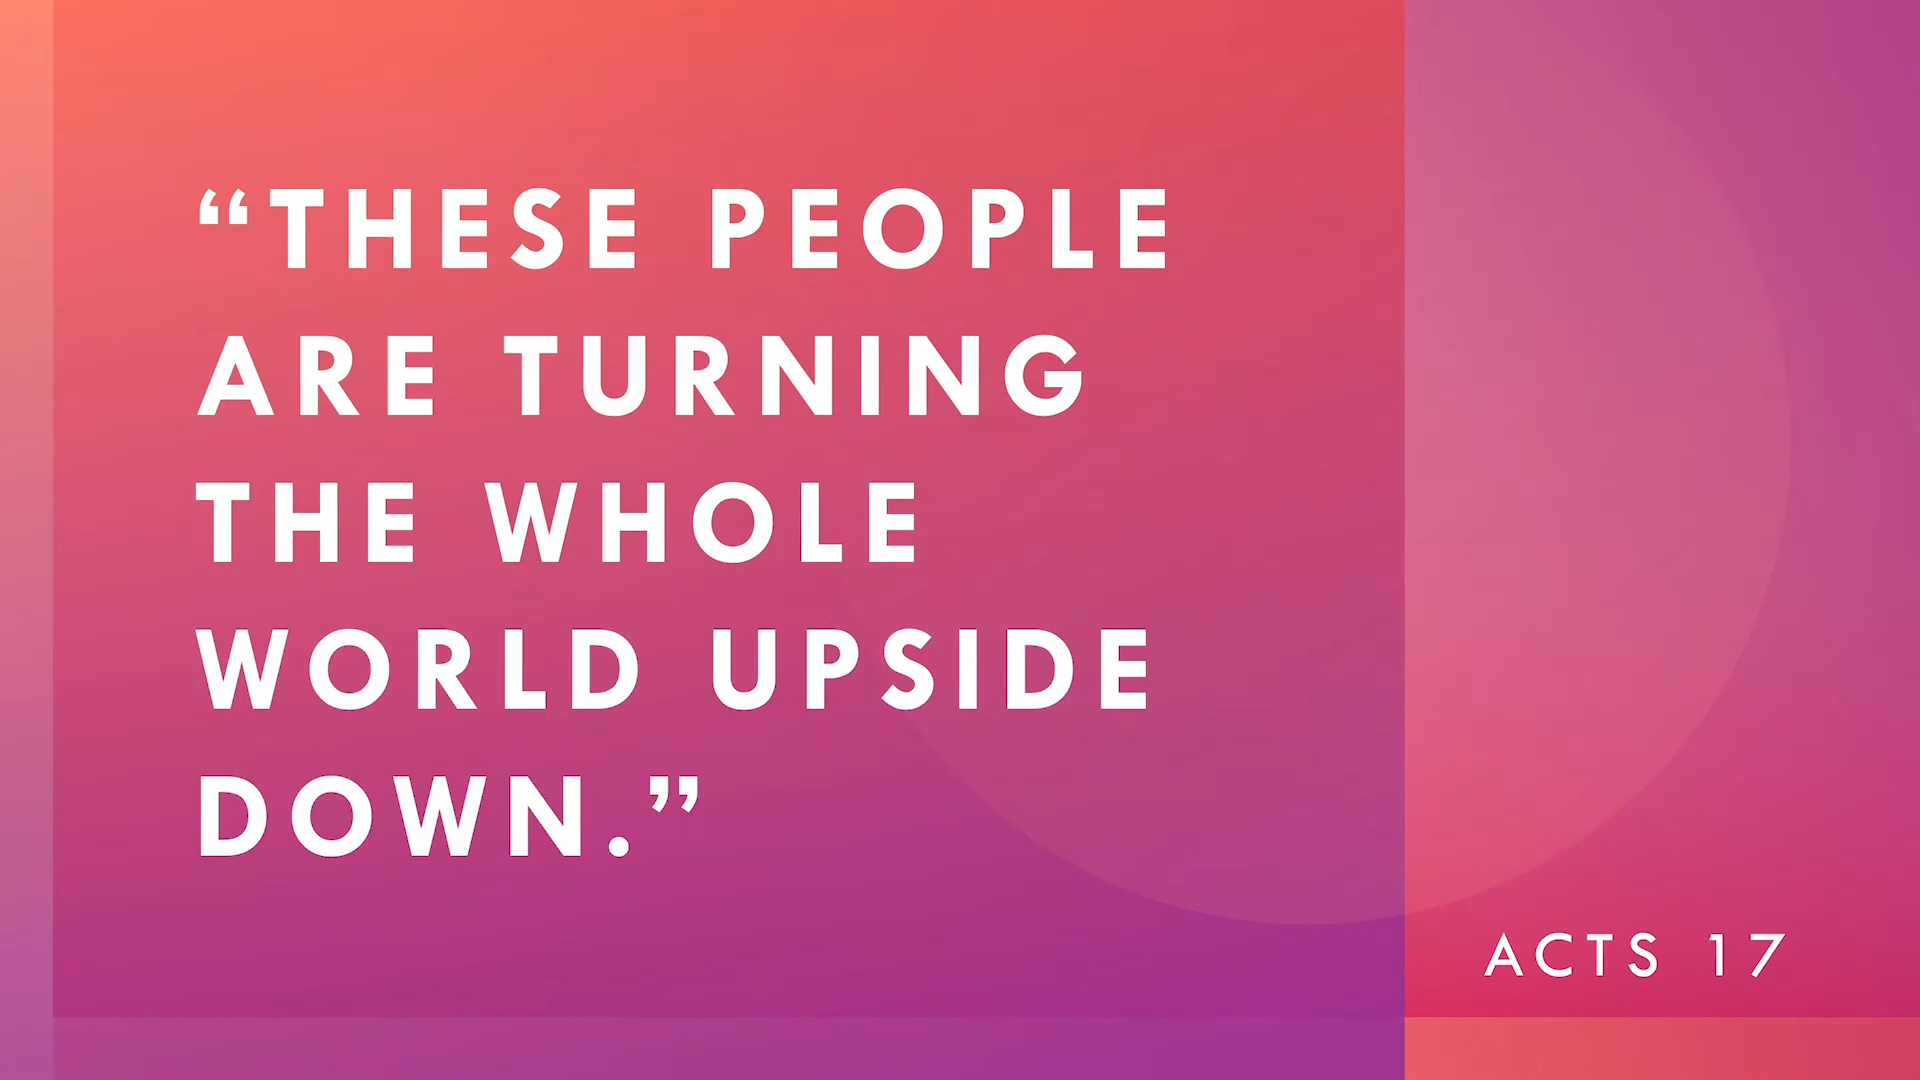 “THESE PEOPLE
ARE TURNING
THE WHOLE
WORLD UPSIDE
DOWN.”
ACTS 17